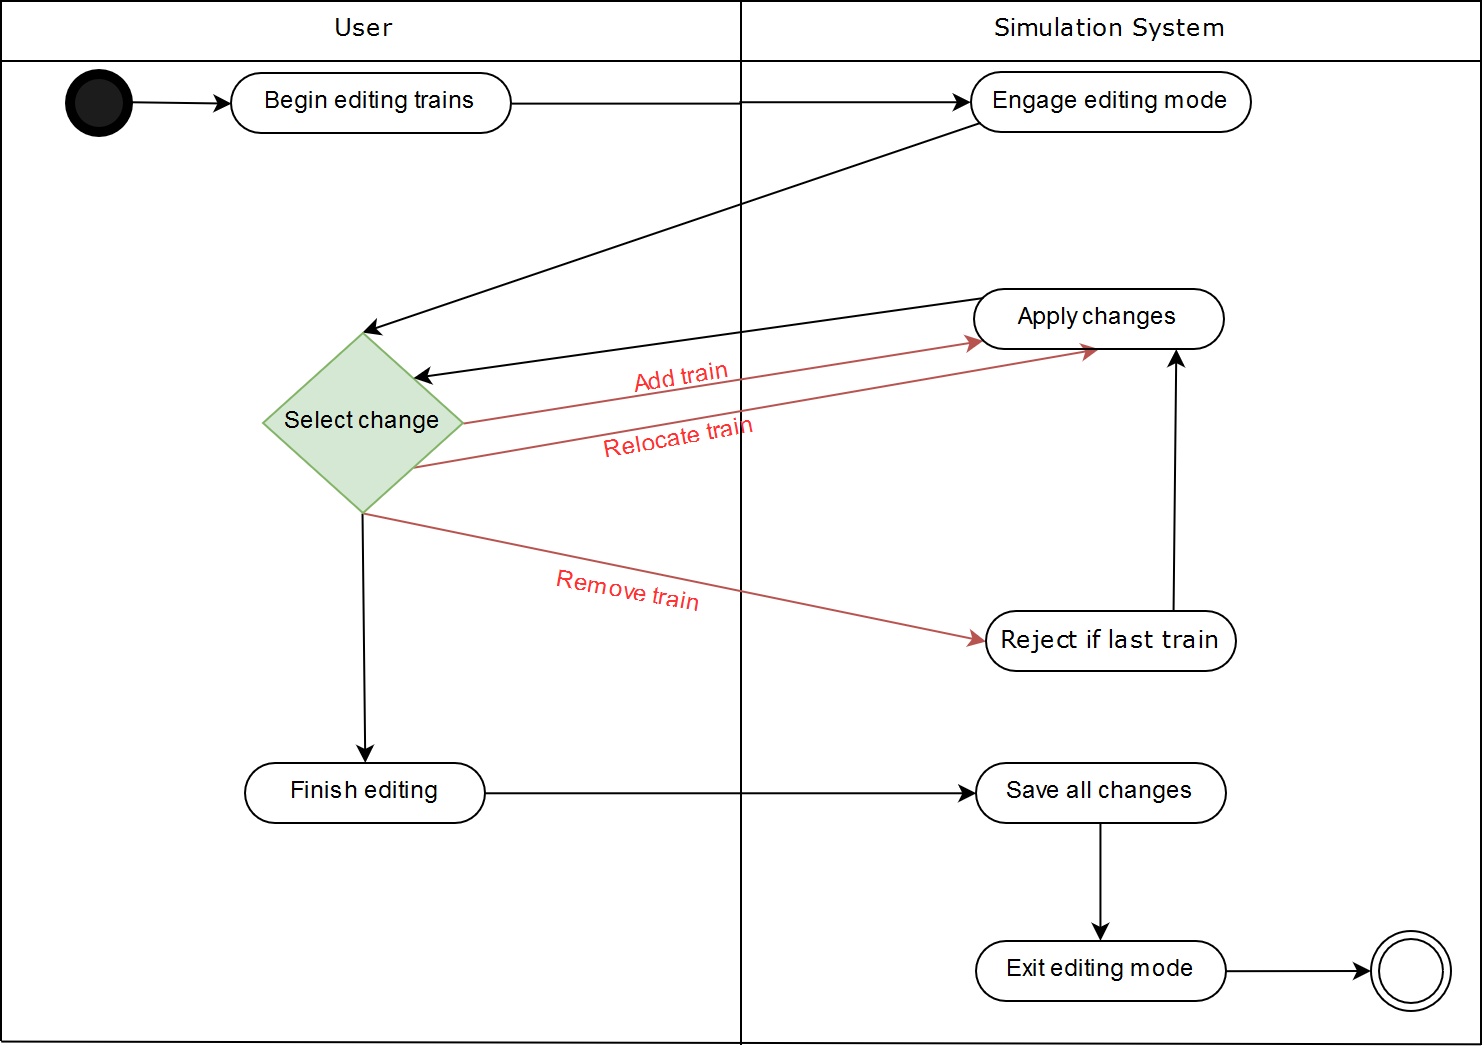 User
Simulation System
Begin editing trains
Engage editing mode
Apply changes
Add train
Select change
Relocate train
Remove train
Reject if last train
Finish editing
Save all changes
Exit editing mode